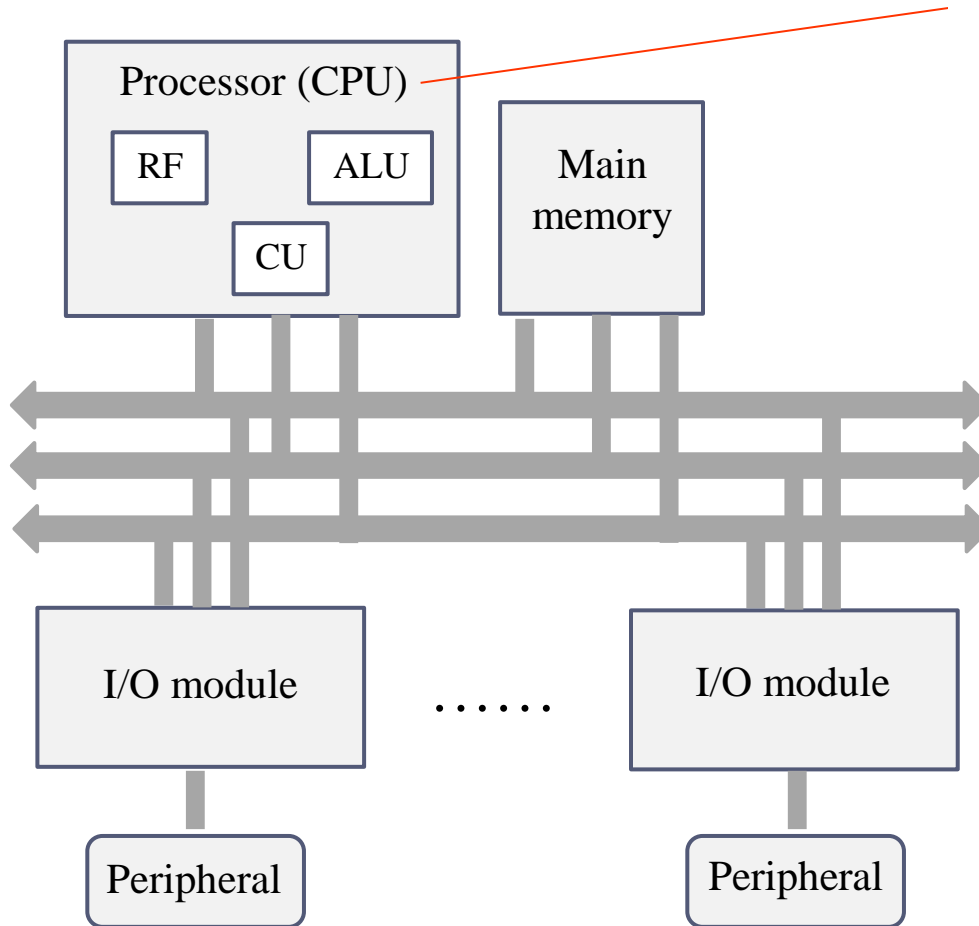 Processor (CPU)
RF
ALU
CU
Main
memory
I/O module
......
I/O module
Peripheral
Peripheral